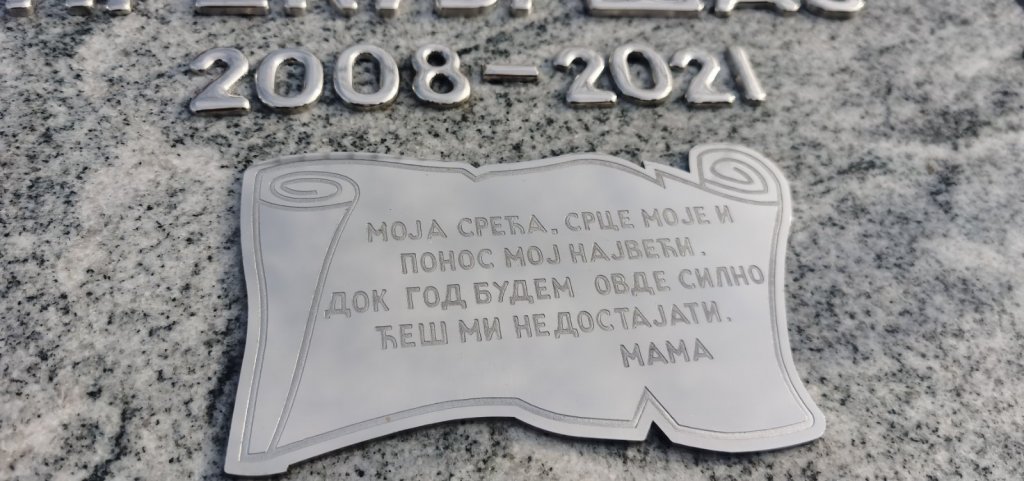 2008-2021
МОЈА СРЕЋА, СРЦЕ МОЈЕ И
ПОНОС МОЈ НАЈВЕЋИ.
ДОК ГОД БУДЕМ ОВДЕ СИЛНО
ЋЕШ МИ НЕДОСТАЈАТИ.
МАМА